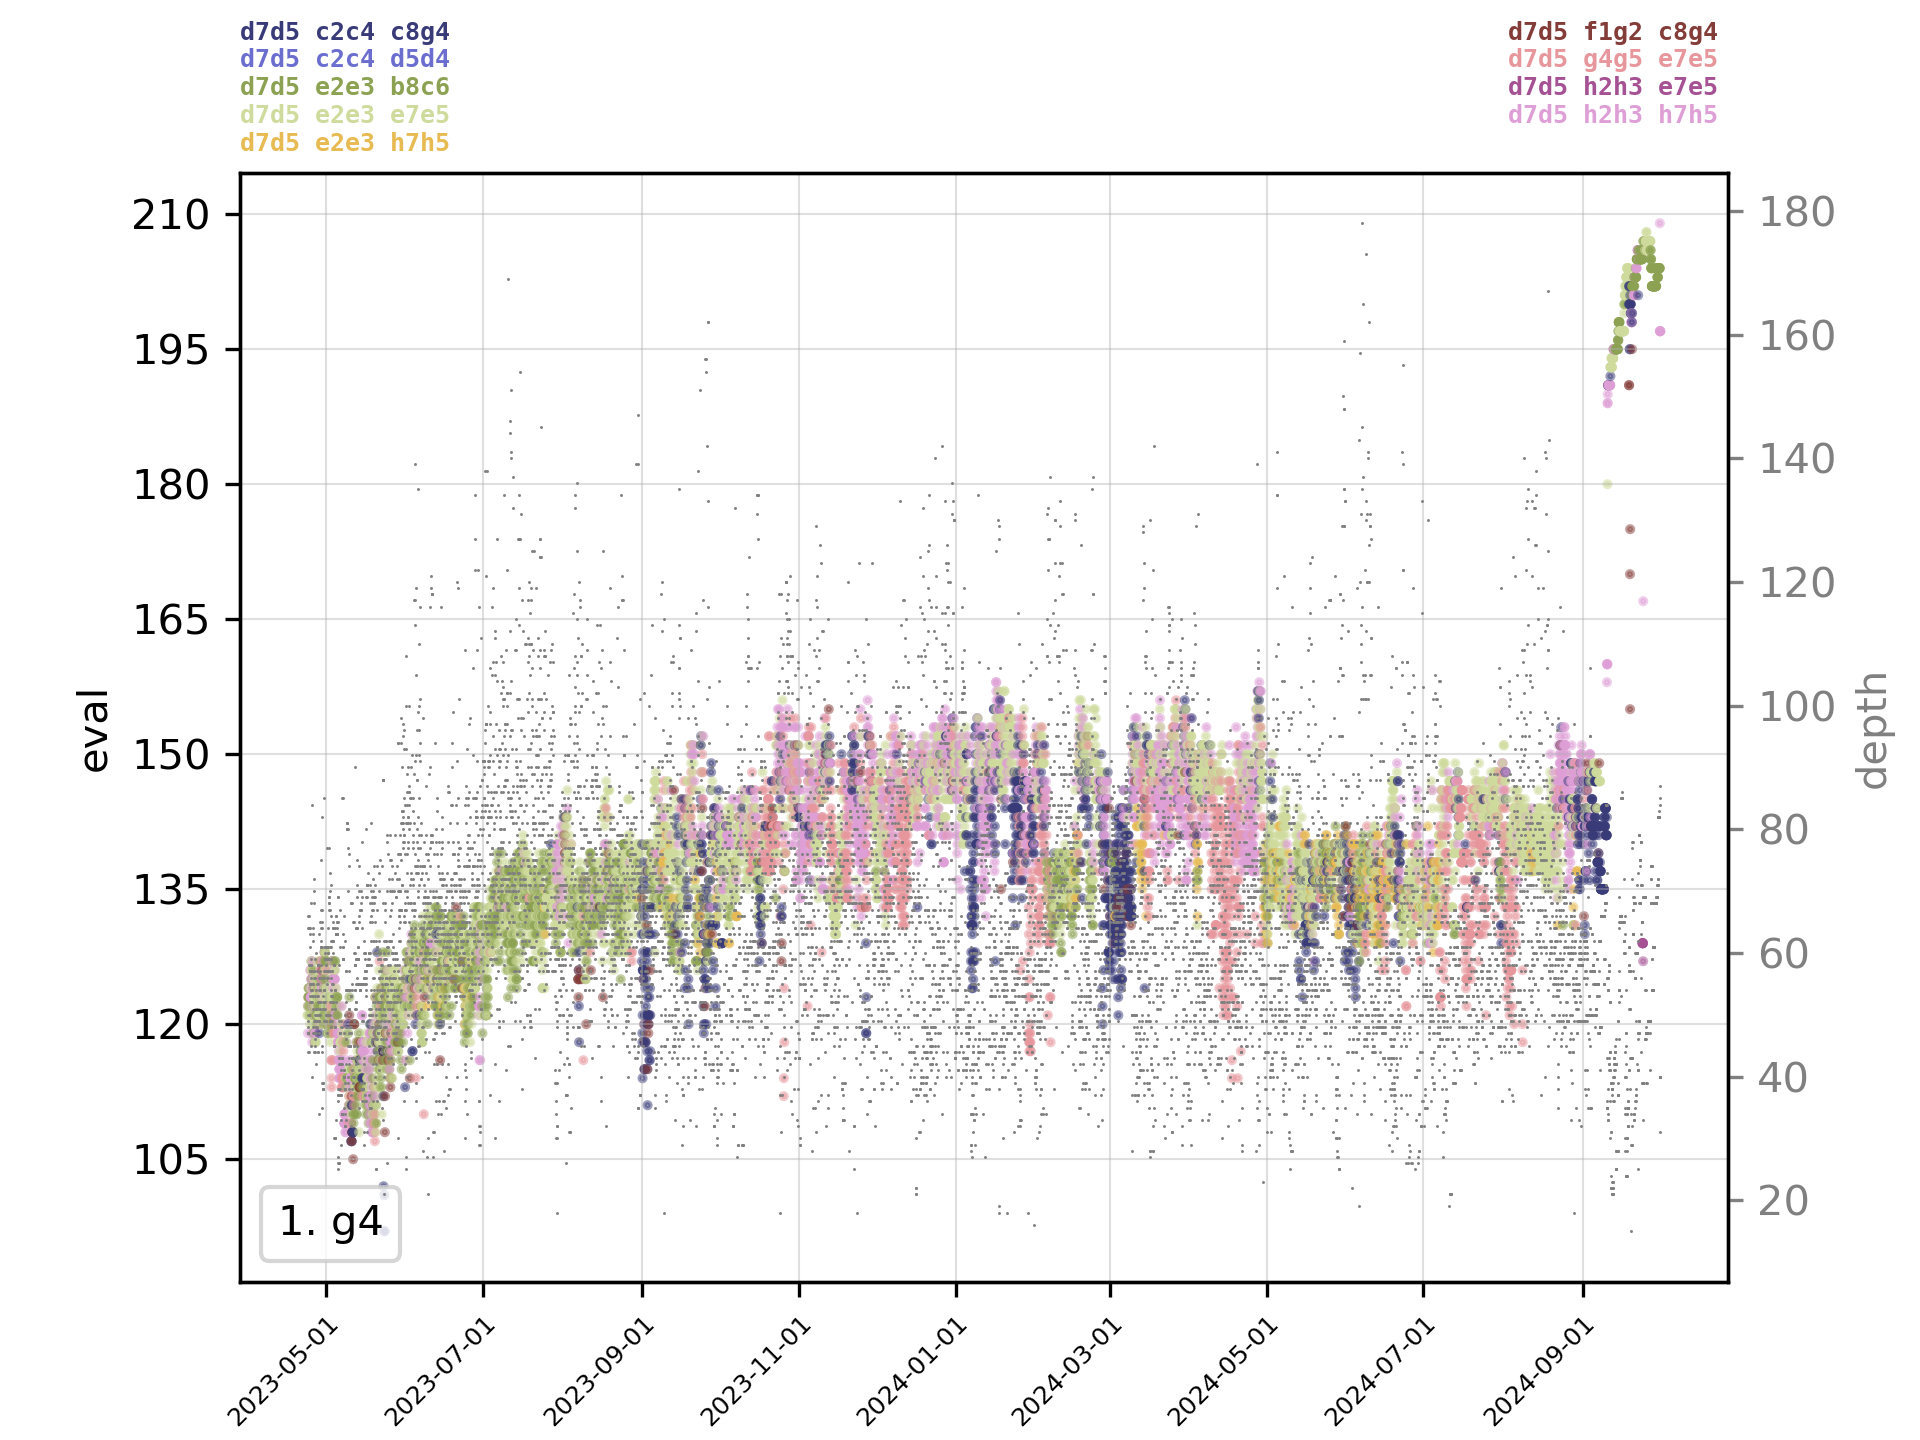 d7d5 c2c4 c8g4
d7d5 c2c4 d5d4
d7d5 e2e3 b8c6
d7d5 e2e3 e7e5
d7d5 e2e3 h7h5
d7d5 f1g2 c8g4
d7d5 g4g5 e7e5
d7d5 h2h3 e7e5
d7d5 h2h3 h7h5
210
195
180
165
150
135
120
105
eval
180
160
140
120
100
80
60
40
20
depth
1. g4
2023-05-01
2023-07-01
2023-09-01
2023-11-01
2024-01-01
2024-03-01
2024-05-01
2024-07-01
2024-09-01